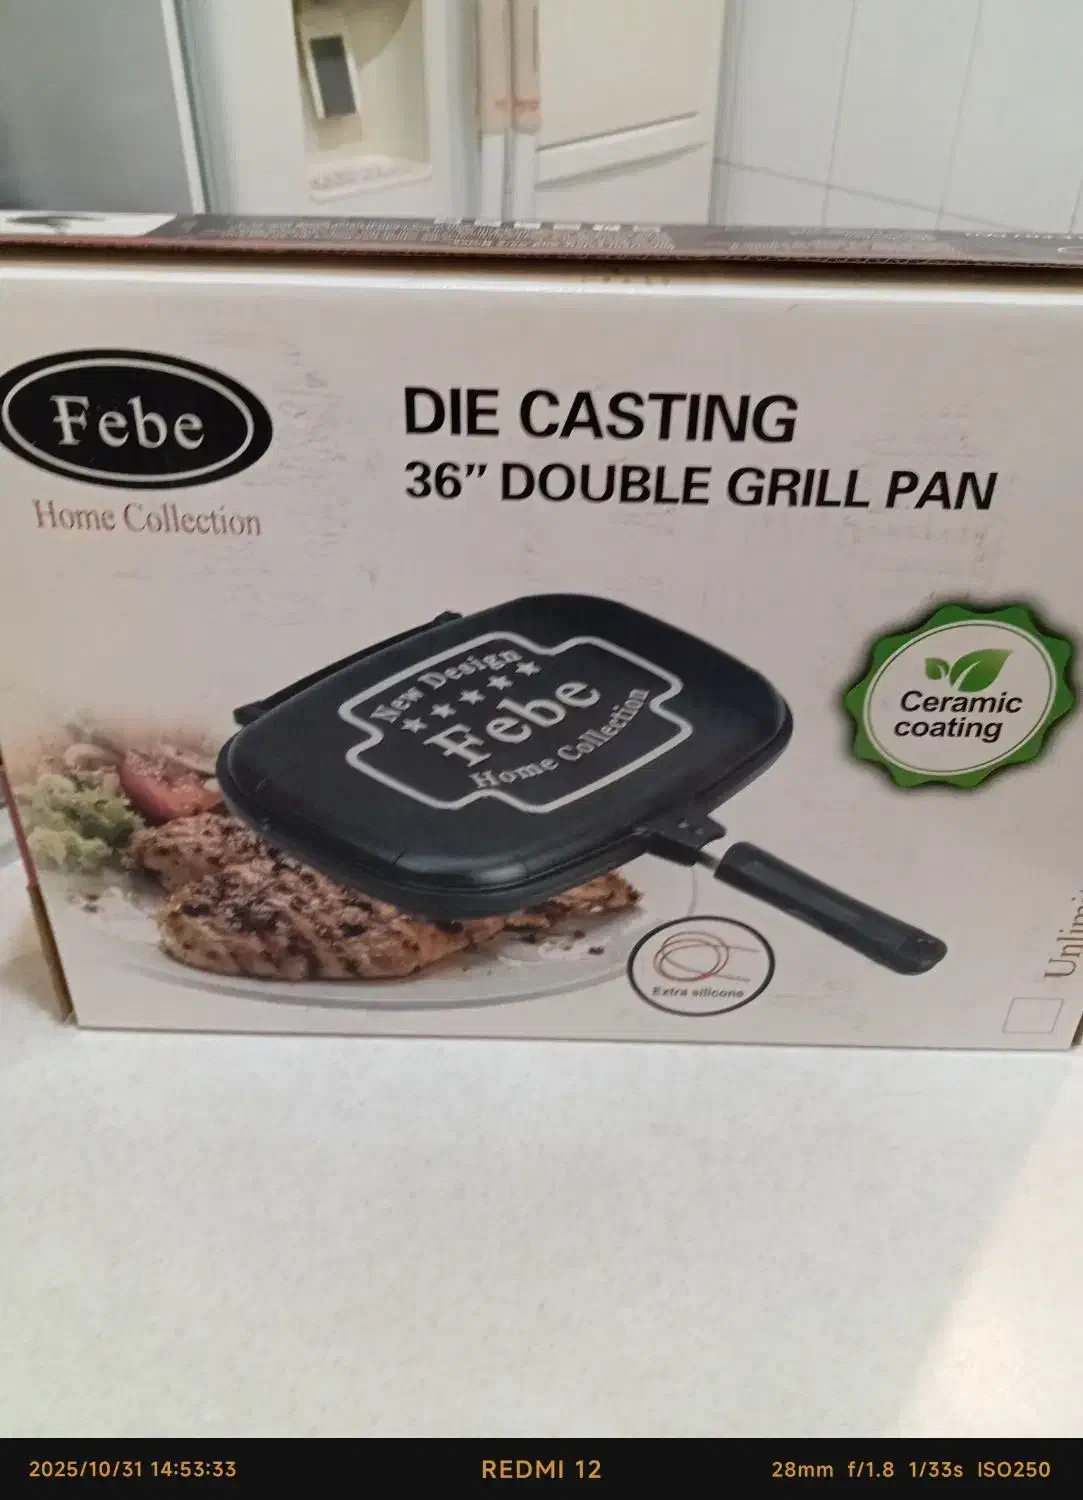 Febe
Home Collection
DIE CASTING
36” DOUBLE GRILL PAN
New Design
Febe
Home Collection
Ceramic
coating
Extra silicone
2025/10/31 14:53:33 REDMI 12 28mm f/1.8 1/33s ISO250